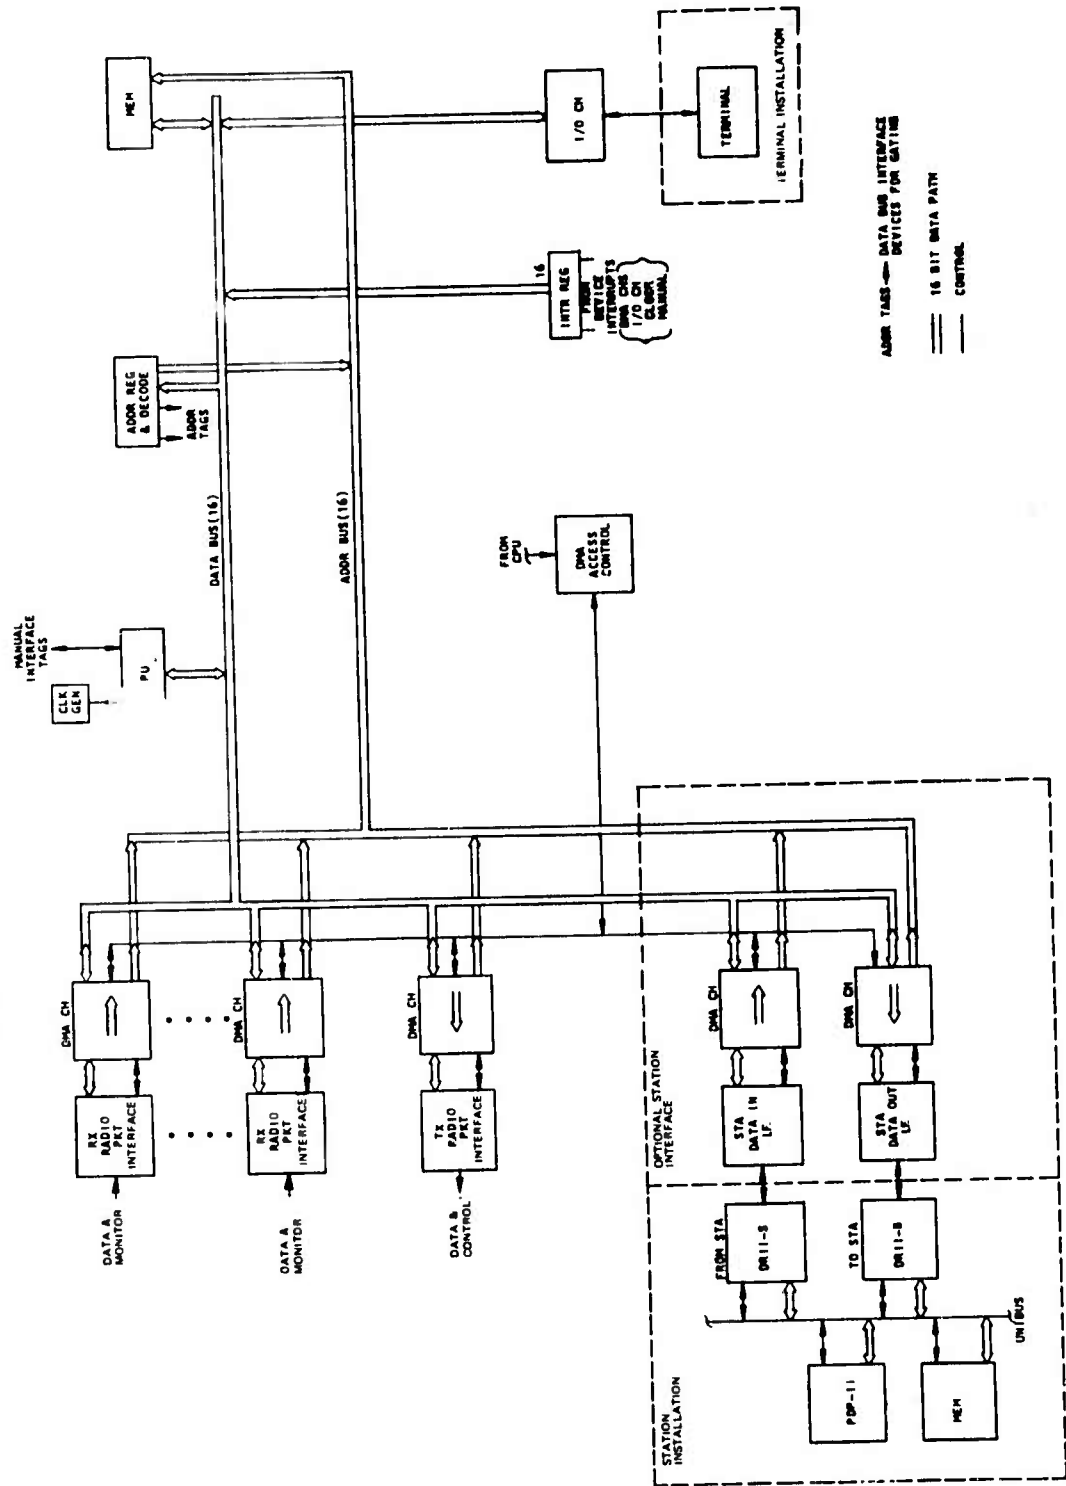 MANUAL
INTERFACE
TAGS
CLK
GEN
PU
ADDR REG
& DECODE
ADDR
TAGS
MEM
DATA BUS(16)
ADDR BUS(16)
DMA CH
RX
RADIO
PKT
INTERFACE
DATA &
MONITOR
DMA CH
RX
RADIO
PKT
INTERFACE
DATA &
MONITOR
DMA CH
TX
RADIO
PKT
INTERFACE
DATA &
CONTROL
FROM
CPU
DMA
ACCESS
CONTROL
16
INTR REG
FROM
DEVICE
INTERRUPTS
DMA CHS
I/O CH
CLOCK
MANUAL
I/O CH
TERMINAL
TERMINAL INSTALLATION
OPTIONAL STATION
INTERFACE
DMA CH
STA
DATA IN
I.F.
DMA CH
STA
DATA OUT
I.F.
STATION
INSTALLATION
FROM STA
DR11-S
TO STA
DR11-B
UNIBUS
PDP-11
MEM
ADDR TAGS
DATA BUS INTERFACE
DEVICES FOR GATING
16 BIT DATA PATH
CONTROL